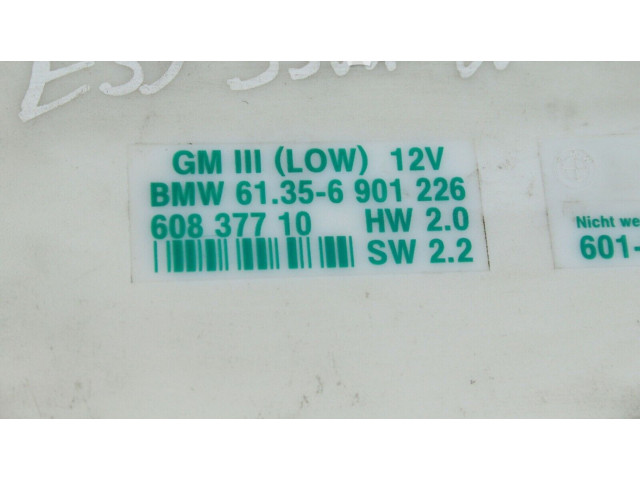 GM III (LOW) 12V
BMW 61.35-6 901 226
608 377 10 HW 2.0
SW 2.2
Nicht we
601-